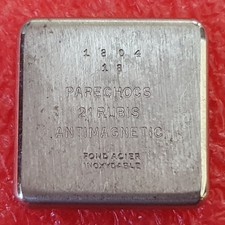 1804
18
PARECHOCS
21 RUBIS
ANTIMAGNETIC
FOND ACIER
INOXYDABLE